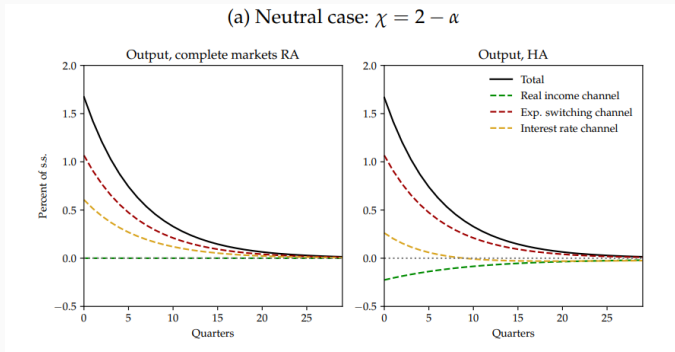 (a) Neutral case: χ = 2 − α
Output, complete markets RA
Output, HA
2.0
1.5
1.0
0.5
0.0
−0.5
Percent of s.s.
0 5 10 15 20 25
Quarters
2.0
1.5
1.0
0.5
0.0
−0.5
Total
Real income channel
Exp. switching channel
Interest rate channel
0 5 10 15 20 25
Quarters